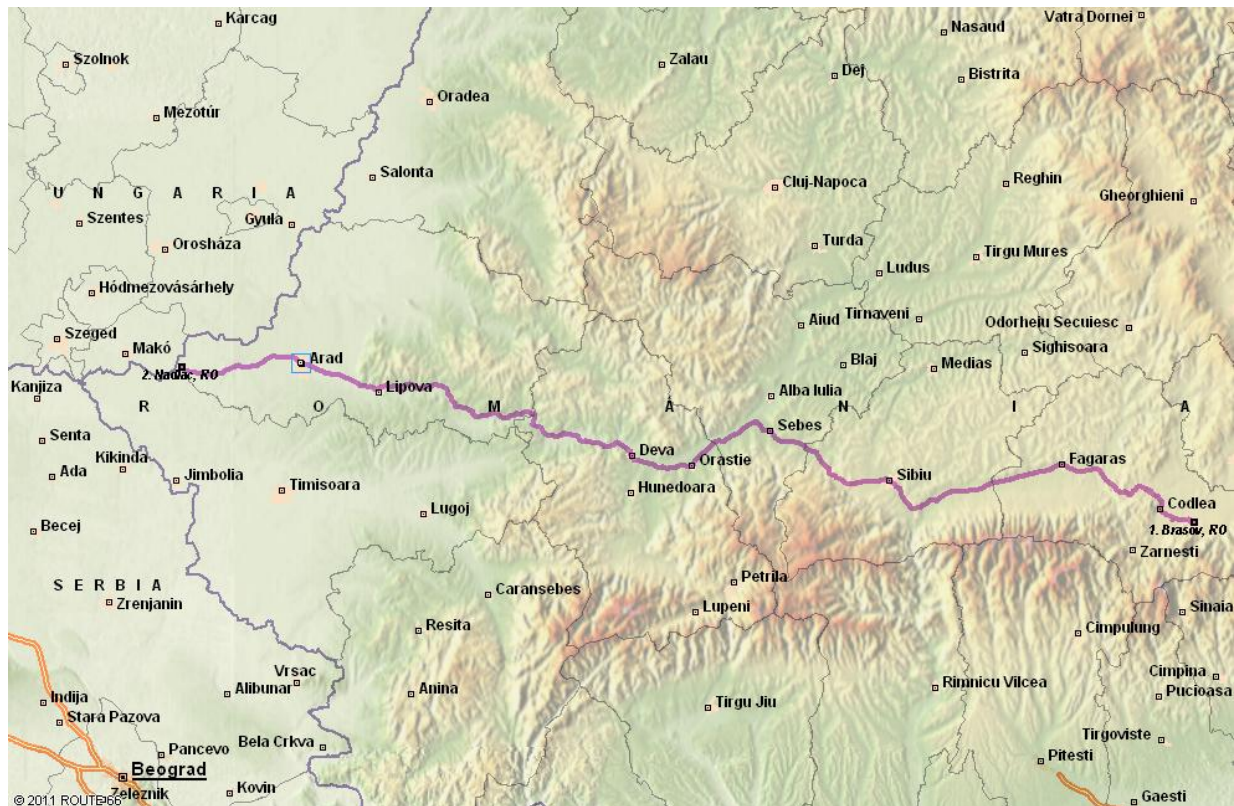 Karcag
Vatra Dornei
Nasaud
Szolnok
Zalau
Dej
Bistrita
Oradea
Mezotúr
Salonta
Cluj-Napoca
Reghin
U N G A R I A
Gheorghieni
Szentes
Gyula
Orosháza
Turda
Tirgu Mures
Ludus
Hódmezovásárhely
Aiud
Tirnaveni
Odorheiu Secuiesc
Szeged
Makó
Arad
Sighisoara
Blaj
Medias
2. Nadlac, RO
Kanjiza
Lipova
Alba Iulia
R O M Â N I A
Sebes
Senta
Deva
Orastie
Fagaras
Kikinda
Ada
Jimbolia
Sibiu
Timisoara
Hunedoara
Codlea
Lugoj
Becej
1. Brasov, RO
Zarnesti
S E R B I A
Petrila
Caransebes
Zrenjanin
Lupeni
Sinaia
Resita
Cimpulung
Vrsac
Cimpina
Alibunar
Anina
Rimnicu Vilcea
Pucioasa
Indija
Tirgu Jiu
Stara Pazova
Tirgoviste
Pancevo
Bela Crkva
Pitesti
Beograd
Zeleznik
Kovin
Gaesti
© 2011 ROUTE 66